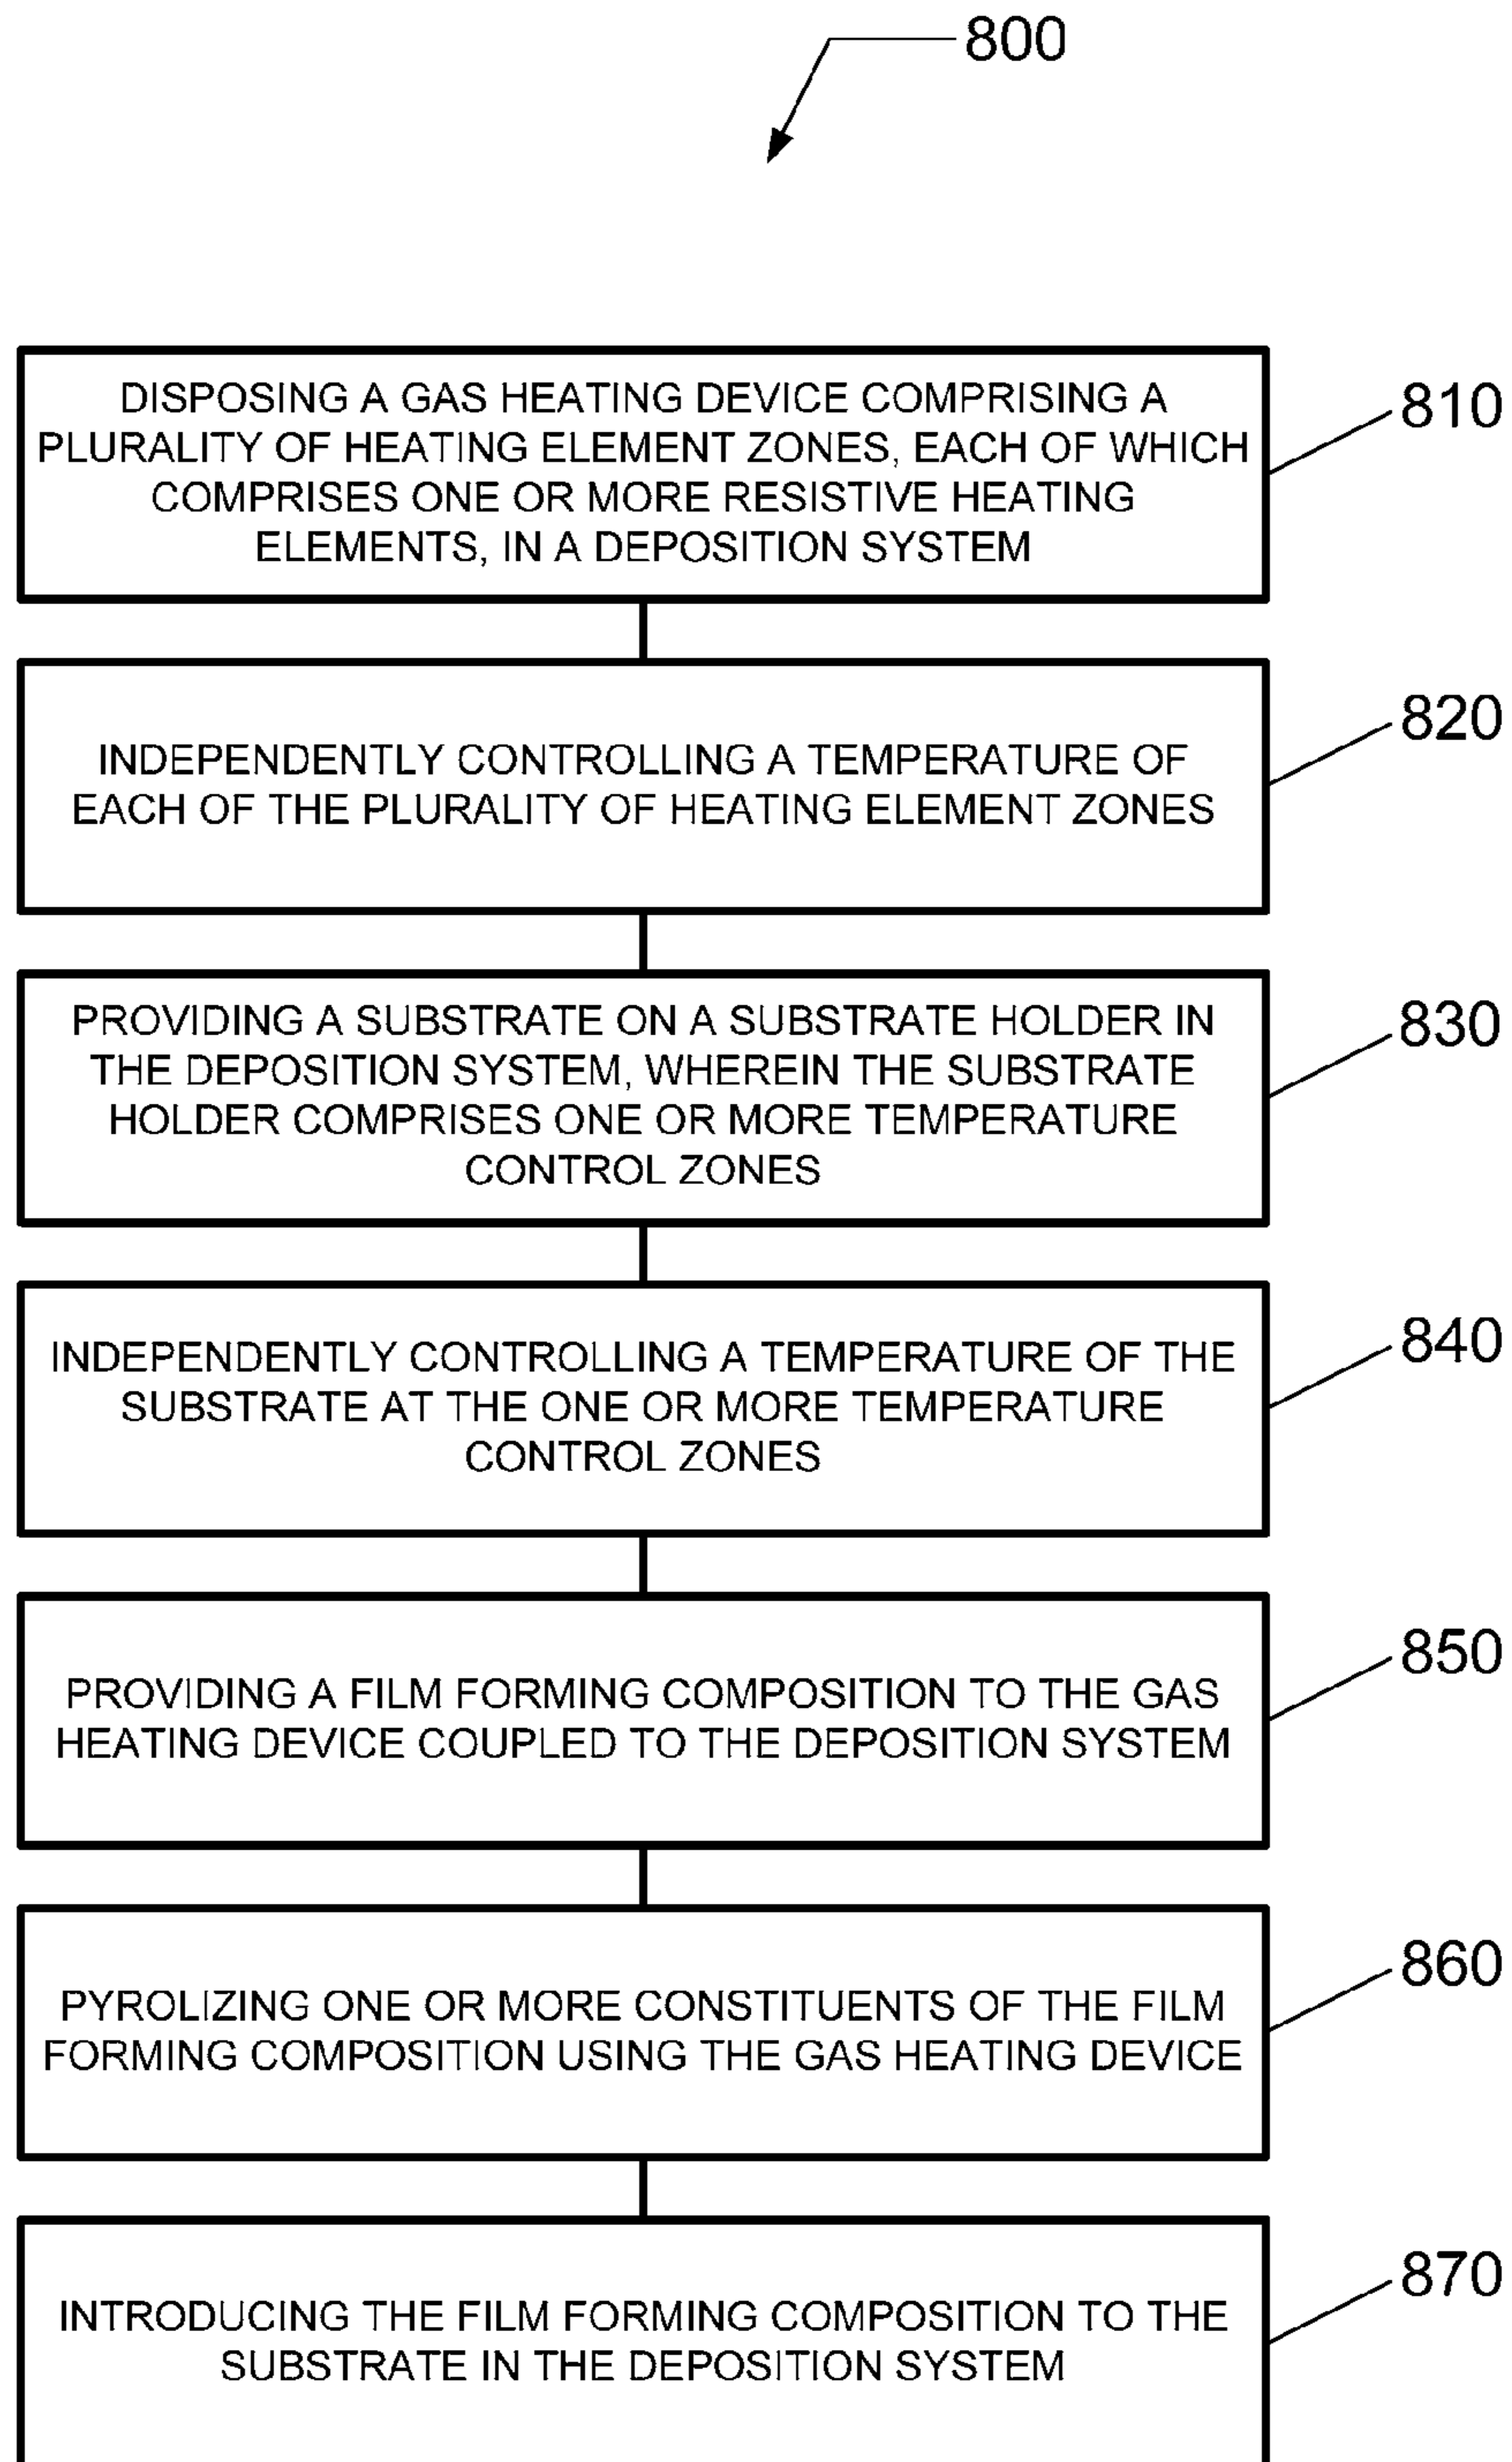 800
DISPOSING A GAS HEATING DEVICE COMPRISING A
PLURALITY OF HEATING ELEMENT ZONES, EACH OF WHICH
COMPRISES ONE OR MORE RESISTIVE HEATING
ELEMENTS, IN A DEPOSITION SYSTEM
810
INDEPENDENTLY CONTROLLING A TEMPERATURE OF
EACH OF THE PLURALITY OF HEATING ELEMENT ZONES
820
PROVIDING A SUBSTRATE ON A SUBSTRATE HOLDER IN
THE DEPOSITION SYSTEM, WHEREIN THE SUBSTRATE
HOLDER COMPRISES ONE OR MORE TEMPERATURE
CONTROL ZONES
830
INDEPENDENTLY CONTROLLING A TEMPERATURE OF THE
SUBSTRATE AT THE ONE OR MORE TEMPERATURE
CONTROL ZONES
840
PROVIDING A FILM FORMING COMPOSITION TO THE GAS
HEATING DEVICE COUPLED TO THE DEPOSITION SYSTEM
850
PYROLIZING ONE OR MORE CONSTITUENTS OF THE FILM
FORMING COMPOSITION USING THE GAS HEATING DEVICE
860
INTRODUCING THE FILM FORMING COMPOSITION TO THE
SUBSTRATE IN THE DEPOSITION SYSTEM
870